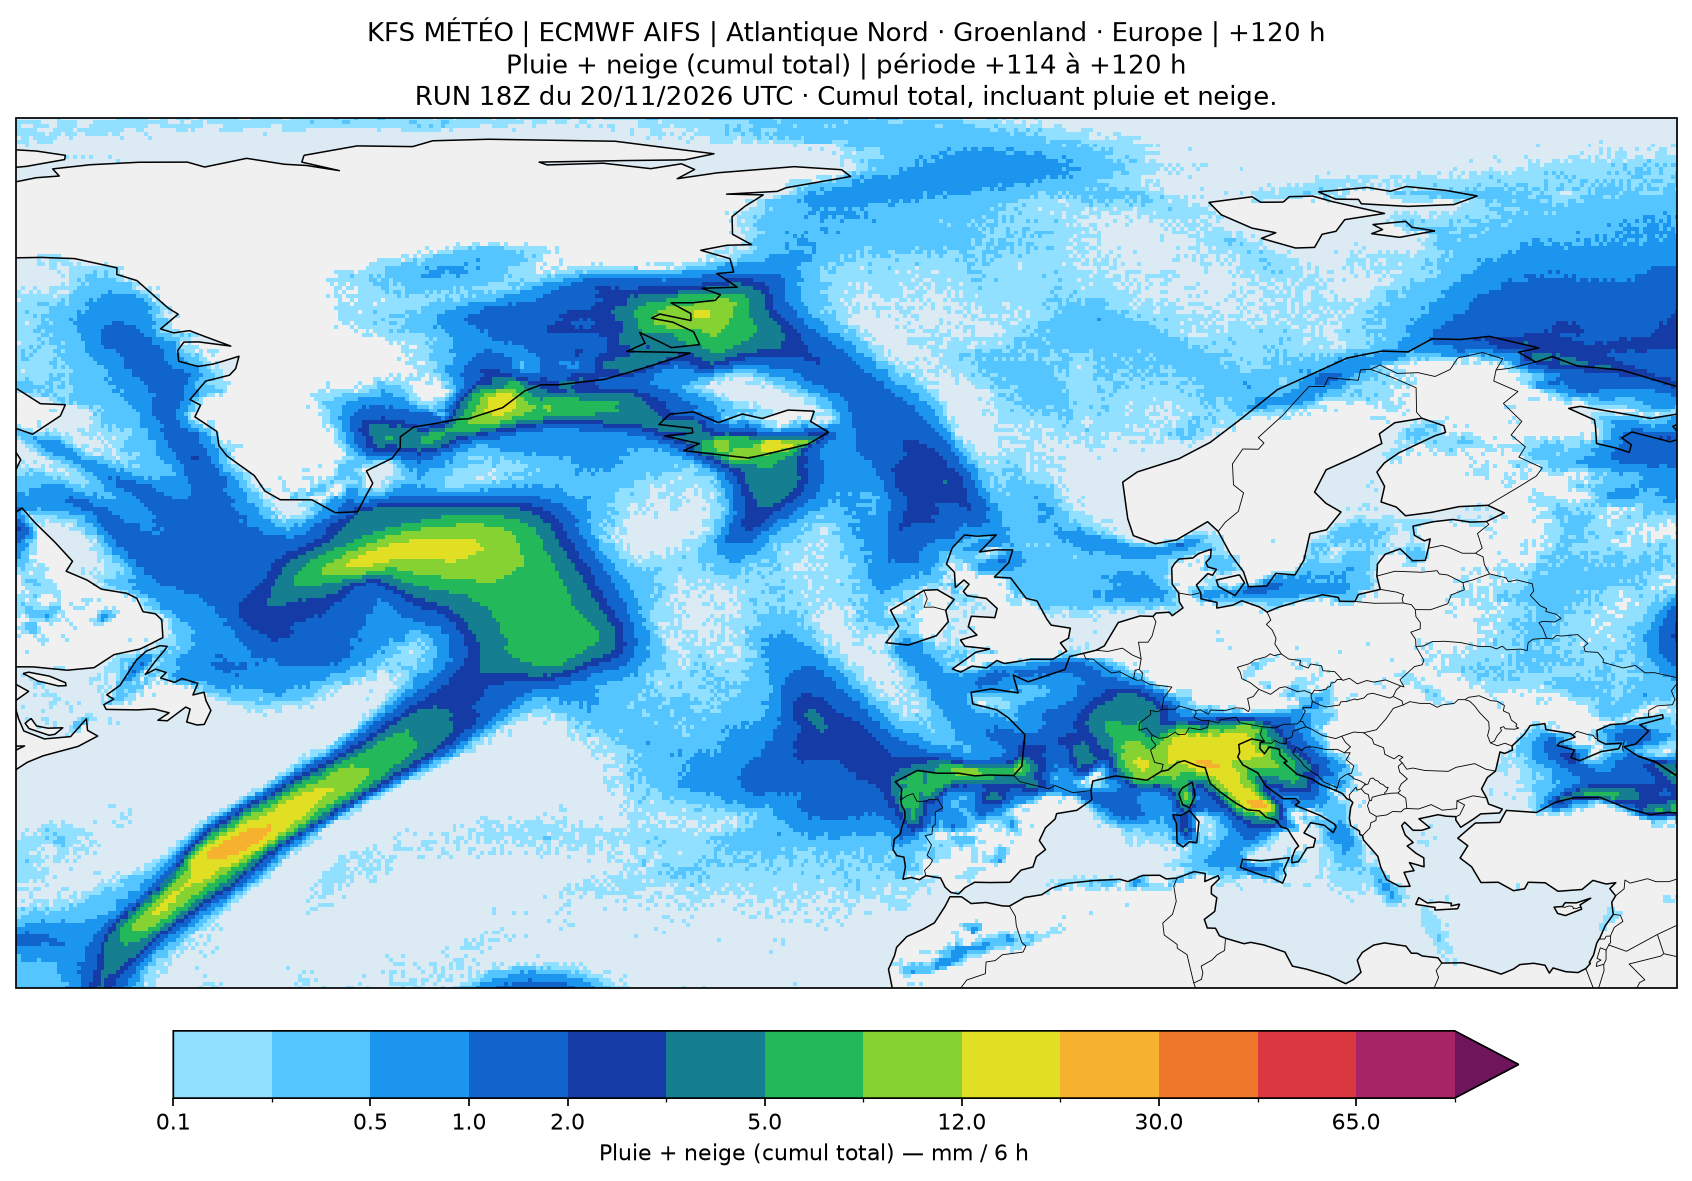 KFS MÉTÉO | ECMWF AIFS | Atlantique Nord · Groenland · Europe | +120 h
Pluie + neige (cumul total) | période +114 à +120 h
RUN 18Z du 20/11/2026 UTC · Cumul total, incluant pluie et neige.
0.1 0.5 1.0 2.0 5.0 12.0 30.0 65.0
Pluie + neige (cumul total) — mm / 6 h